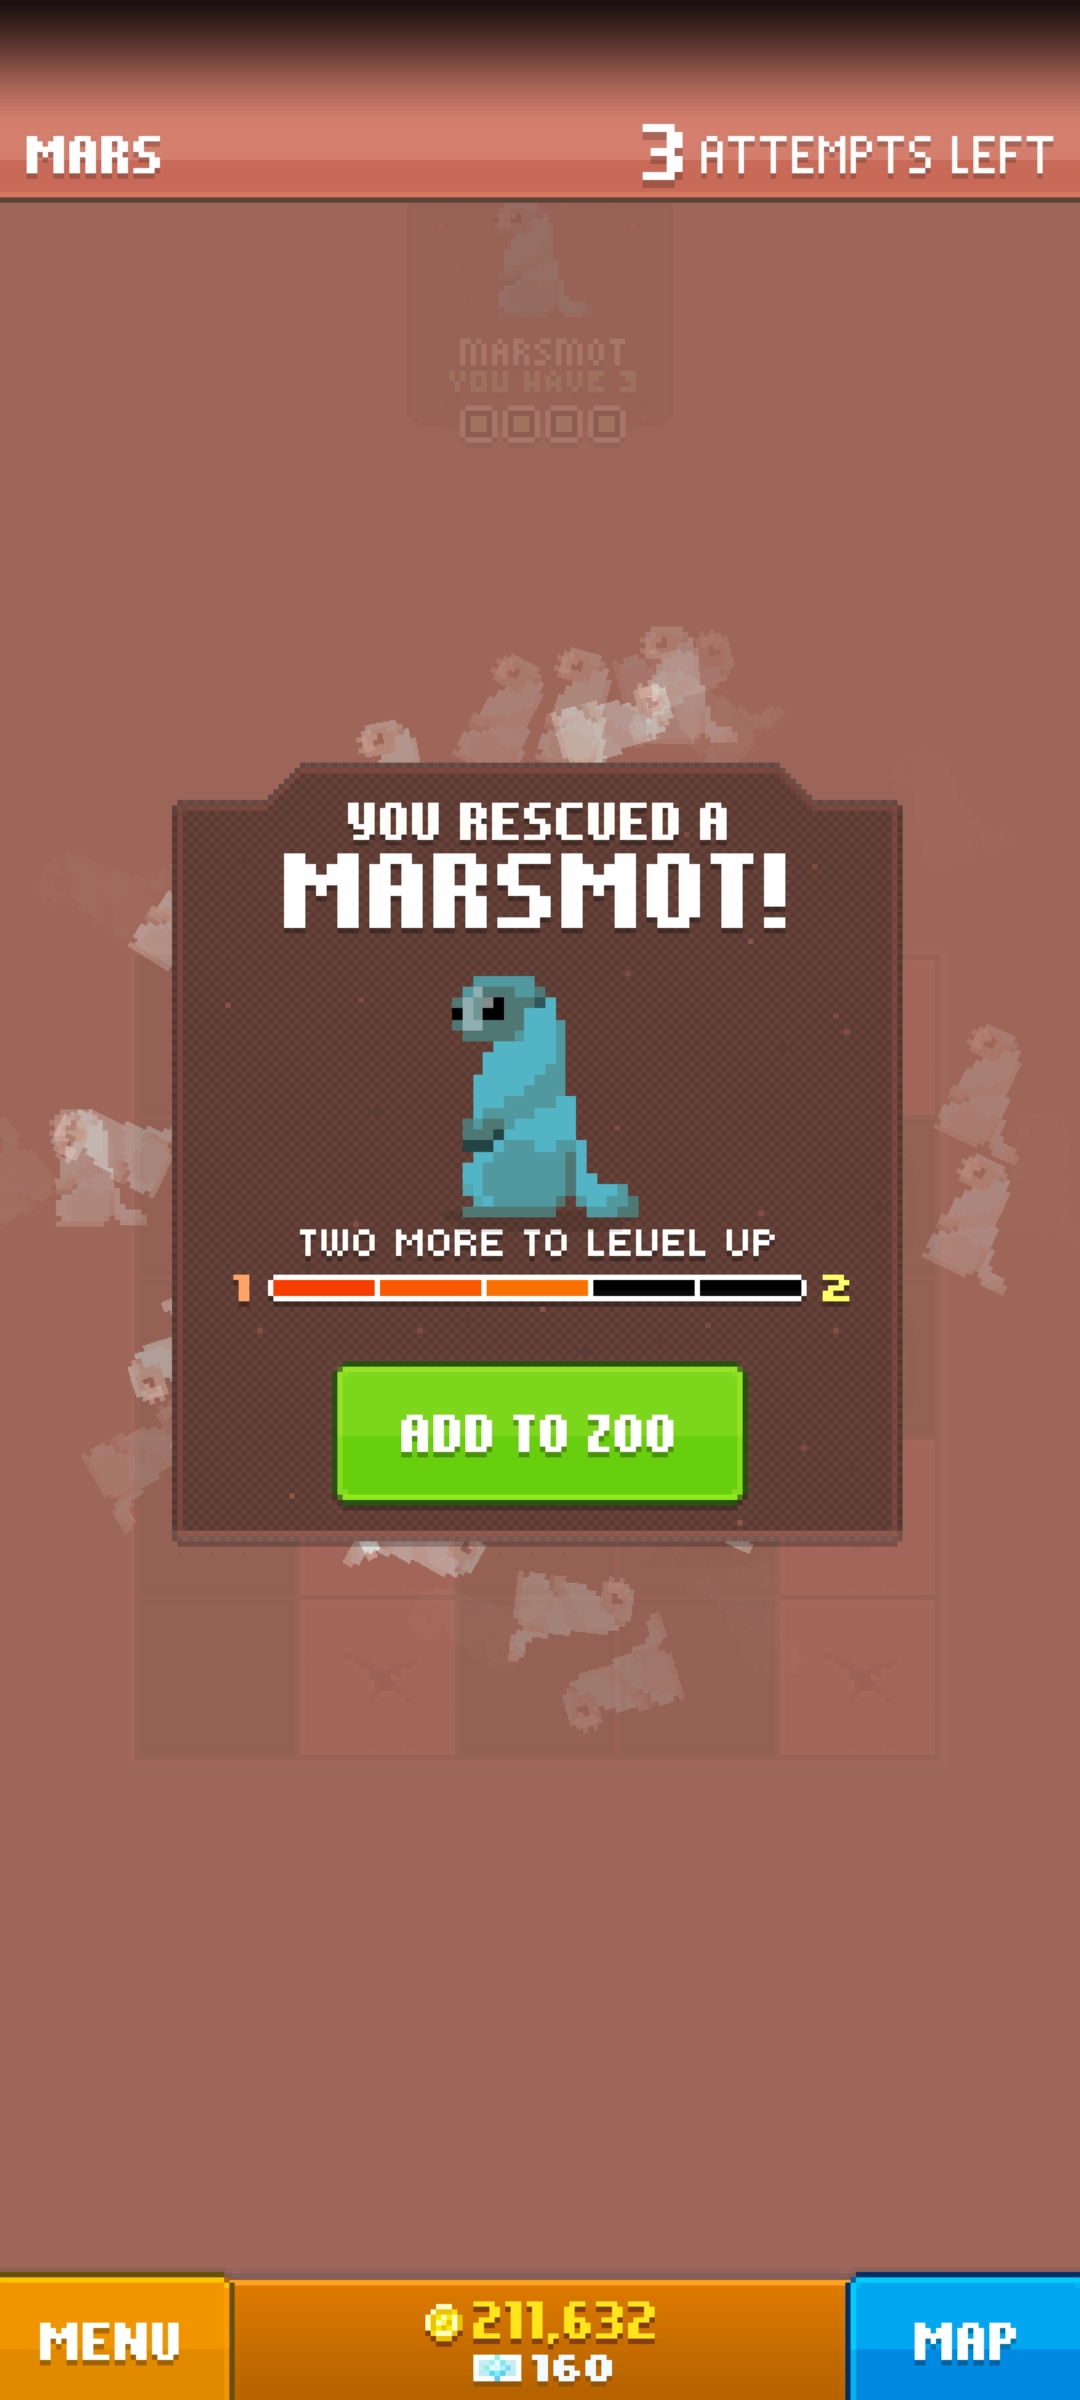 MARS
3 ATTEMPTS LEFT
MARSMOT
YOU HAVE 3
YOU RESCUED A
MARSMOT!
TWO MORE TO LEVEL UP
1 2
ADD TO ZOO
MENU
211,632
160
MAP